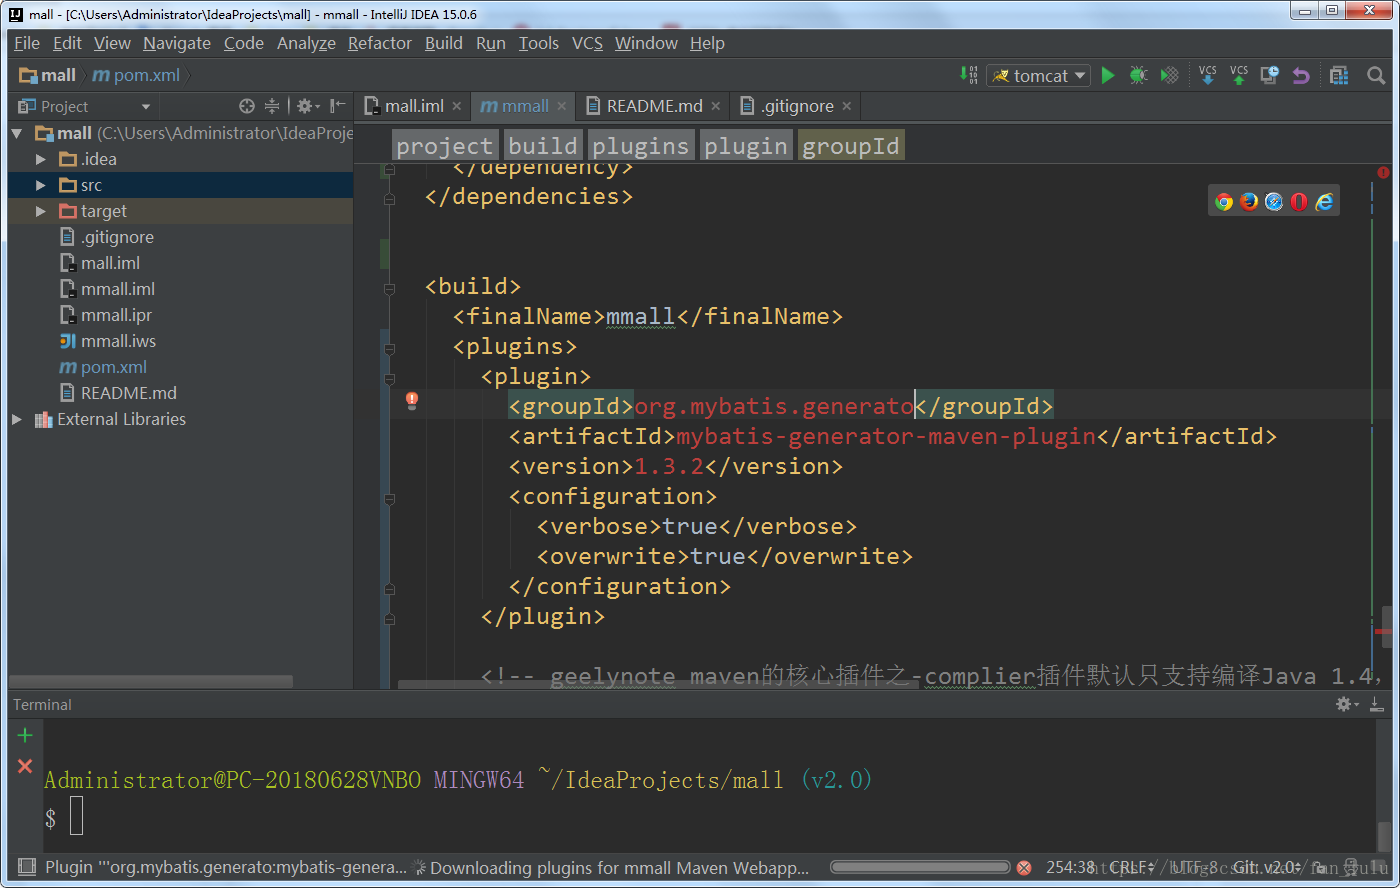 mall - [C:\Users\Administrator\IdeaProjects\mall] - mmall - IntelliJ IDEA 15.0.6
File Edit View Navigate Code Analyze Refactor Build Run Tools VCS Window Help
mall pom.xml tomcat VCS VCS
Project mall.iml mmall README.md .gitignore
mall (C:\Users\Administrator\IdeaProje
.idea
src
target
.gitignore
mall.iml
mmall.iml
mmall.ipr
mmall.iws
pom.xml
README.md
External Libraries
project build plugins plugin groupId
</dependency>
</dependencies>
<build>
<finalName>mmall</finalName>
<plugins>
<plugin>
<groupId>org.mybatis.generato</groupId>
<artifactId>mybatis-generator-maven-plugin</artifactId>
<version>1.3.2</version>
<configuration>
<verbose>true</verbose>
<overwrite>true</overwrite>
</configuration>
</plugin>
<!-- geelynote maven的核心插件之-complier插件默认只支持编译Java 1.4,
Terminal
Administrator@PC-20180628VNBO MINGW64 ~/IdeaProjects/mall (v2.0)
$
Plugin '"org.mybatis.generato:mybatis-genera... Downloading plugins for mmall Maven Webapp... 254:38 CRLF UTF-8 Git: v2.0